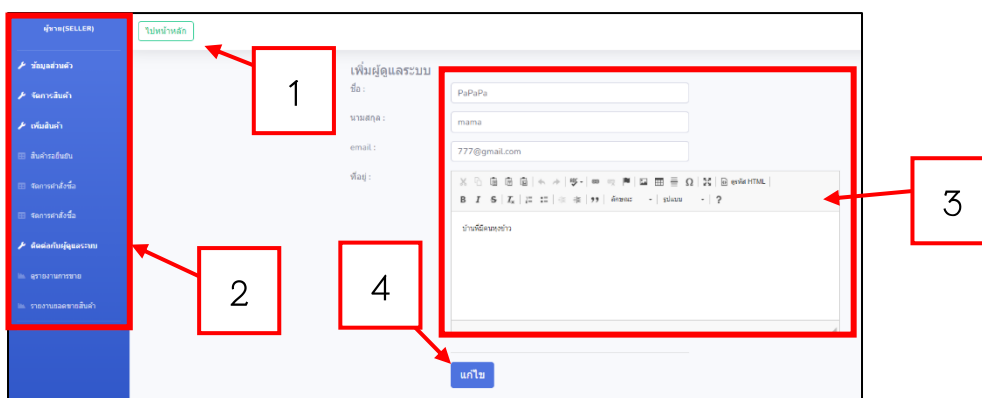 ผู้ขาย(SELLER)
ไปหน้าหลัก
ข้อมูลส่วนตัว
จัดการสินค้า
เพิ่มสินค้า
สินค้ารอยืนยัน
จัดการคำสั่งซื้อ
จัดการคำสั่งซื้อ
ติดต่อกับผู้ดูแลระบบ
ดูรายงานการขาย
รายงานยอดขายสินค้า
1
2
3
4
เพิ่มผู้ดูแลระบบ
ชื่อ :
PaPaPa
นามสกุล :
mama
email :
777@gmail.com
ที่อยู่ :
ดูรหัส HTML
B I S Ix ลักษณะ รูปแบบ ?
บ้านที่มีคนหุงข้าว
แก้ไข